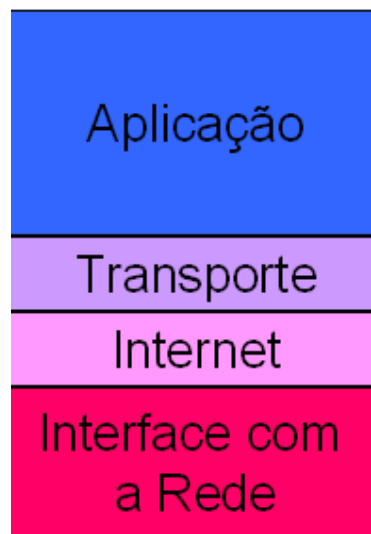 Aplicação
Transporte
Internet
Interface com
a Rede